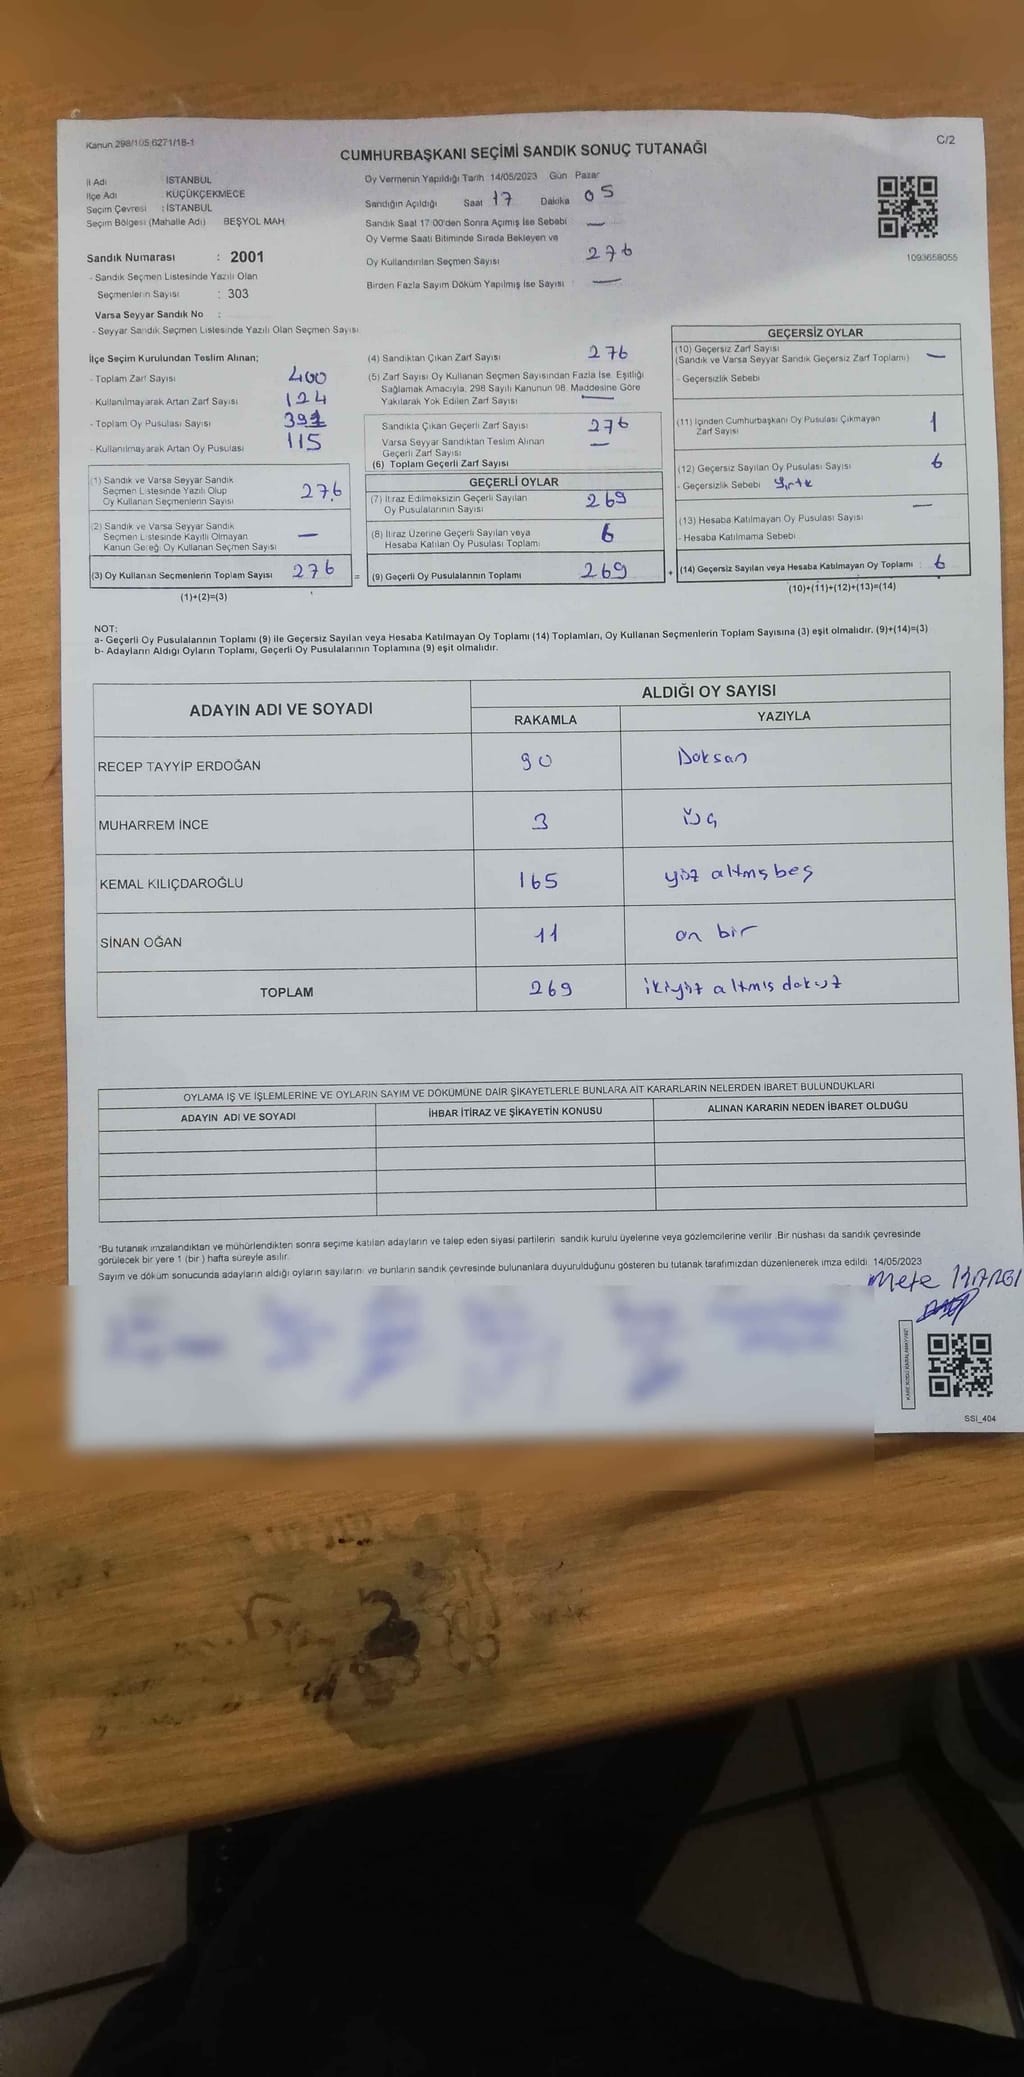 Kanun 298/105 6271/18-1
C/2
CUMHURBAŞKANI SEÇİMİ SANDIK SONUÇ TUTANAĞI
İl Adı İSTANBUL
İlçe Adı KÜÇÜKÇEKMECE
Seçim Çevresi : İSTANBUL
Seçim Bölgesi (Mahalle Adı) BEŞYOL MAH
Sandık Numarası : 2001
- Sandık Seçmen Listesinde Yazılı Olan
Seçmenlerin Sayısı : 303
Varsa Seyyar Sandık No :
- Seyyar Sandık Seçmen Listesinde Yazılı Olan Seçmen Sayısı
Oy Vermenin Yapıldığı Tarih 14/05/2023 Gün Pazar
Sandığın Açıldığı Saat 17 Dakika 05
Sandık Saat 17:00'den Sonra Açılmış İse Sebebi —
Oy Verme Saati Bitiminde Sırada Bekleyen ve
Oy Kullandırılan Seçmen Sayısı 276
Birden Fazla Sayım Döküm Yapılmış İse Sayısı : —
1093658055
İlçe Seçim Kurulundan Teslim Alınan;
- Toplam Zarf Sayısı 400
- Kullanılmayarak Artan Zarf Sayısı 124
- Toplam Oy Pusulası Sayısı
- Kullanılmayarak Artan Oy Pusulası 115
(1) Sandık ve Varsa Seyyar Sandık
Seçmen Listesinde Yazılı Olup
Oy Kullanan Seçmenlerin Sayısı 276
(2) Sandık ve Varsa Seyyar Sandık
Seçmen Listesinde Kayıtlı Olmayan
Kanun Gereği Oy Kullanan Seçmen Sayısı —
(3) Oy Kullanan Seçmenlerin Toplam Sayısı 276 =
(1)+(2)=(3)
(4) Sandıktan Çıkan Zarf Sayısı 276
(5) Zarf Sayısı Oy Kullanan Seçmen Sayısından Fazla İse, Eşitliği
Sağlamak Amacıyla, 298 Sayılı Kanunun 98. Maddesine Göre
Yakılarak Yok Edilen Zarf Sayısı —
Sandıkta Çıkan Geçerli Zarf Sayısı 276
Varsa Seyyar Sandıktan Teslim Alınan
Geçerli Zarf Sayısı —
(6) Toplam Geçerli Zarf Sayısı
GEÇERLİ OYLAR
(7) İtiraz Edilmeksizin Geçerli Sayılan
Oy Pusulalarının Sayısı 269
(8) İtiraz Üzerine Geçerli Sayılan veya
Hesaba Katılan Oy Pusulası Toplamı 6
(9) Geçerli Oy Pusulalarının Toplamı 269 +
GEÇERSİZ OYLAR
(10) Geçersiz Zarf Sayısı
(Sandık ve Varsa Seyyar Sandık Geçersiz Zarf Toplamı) —
- Geçersizlik Sebebi
(11) İçinden Cumhurbaşkanı Oy Pusulası Çıkmayan
Zarf Sayısı 1
(12) Geçersiz Sayılan Oy Pusulası Sayısı 6
- Geçersizlik Sebebi Yırtık
(13) Hesaba Katılmayan Oy Pusulası Sayısı —
- Hesaba Katılmama Sebebi
(14) Geçersiz Sayılan veya Hesaba Katılmayan Oy Toplamı : 6
(10)+(11)+(12)+(13)=(14)
NOT:
a- Geçerli Oy Pusulalarının Toplamı (9) ile Geçersiz Sayılan veya Hesaba Katılmayan Oy Toplamı (14) Toplamları, Oy Kullanan Seçmenlerin Toplam Sayısına (3) eşit olmalıdır. (9)+(14)=(3)
b- Adayların Aldığı Oyların Toplamı, Geçerli Oy Pusulalarının Toplamına (9) eşit olmalıdır.
ADAYIN ADI VE SOYADI
ALDIĞI OY SAYISI
RAKAMLA YAZIYLA
RECEP TAYYİP ERDOĞAN 90 Doksan
MUHARREM İNCE 3 üç
KEMAL KILIÇDAROĞLU 165 yüz altmş beş
SİNAN OĞAN 11 on bir
TOPLAM 269 ikiyüz altmış dokuz
OYLAMA İŞ VE İŞLEMLERİNE VE OYLARIN SAYIM VE DÖKÜMÜNE DAİR ŞİKAYETLERLE BUNLARA AİT KARARLARIN NELERDEN İBARET BULUNDUKLARI
ADAYIN ADI VE SOYADI İHBAR İTİRAZ VE ŞİKAYETİN KONUSU ALINAN KARARIN NEDEN İBARET OLDUĞU
*Bu tutanak imzalandıktan ve mühürlendikten sonra seçime katılan adayların ve talep eden siyasi partilerin sandık kurulu üyelerine veya gözlemcilerine verilir. Bir nüshası da sandık çevresinde
görülecek bir yere 1 (bir) hafta süreyle asılır.
Sayım ve döküm sonucunda adayların aldığı oyların sayılarını ve bunların sandık çevresinde bulunanlara duyurulduğunu gösteren bu tutanak tarafımızdan düzenlenerek imza edildi. 14/05/2023
Mete
SSI_404